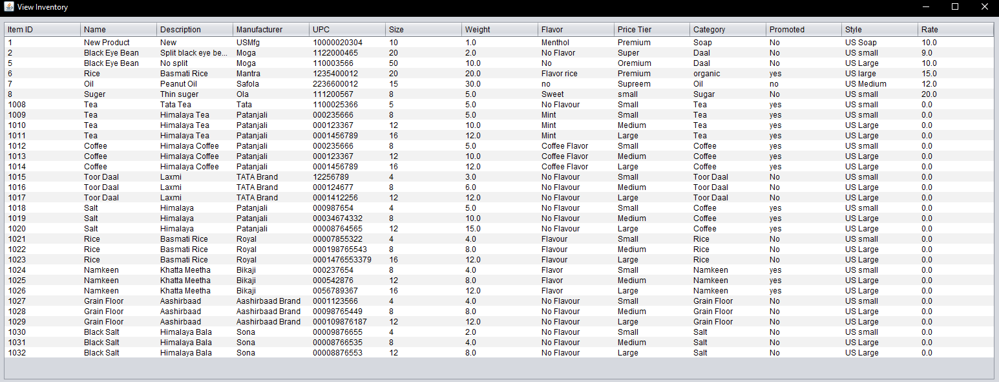 View Inventory
Item ID Name Description Manufacturer UPC Size Weight Flavor Price Tier Category Promoted Style Rate
1 New Product New USMfg 10000020304 10 1.0 Menthol Premium Soap No US Soap 10.0
2 Black Eye Bean Split black eye be... Moga 1122000465 20 2.0 No Flavor Super Daal No US small 9.0
5 Black Eye Bean No split Moga 110003566 50 10.0 No Oremium Daal No US Large 10.0
6 Rice Basmati Rice Mantra 1235400012 20 20.0 Flavor rice Premium organic yes US large 15.0
7 Oil Peanut Oil Safola 2236600012 15 30.0 no Supreem Oil no US Medium 12.0
8 Suger Thin suger Ola 111200567 8 5.0 Sweet small Sugar No US small 20.0
1008 Tea Tata Tea Tata 1100025366 5 5.0 No Flavour Small Tea yes US small 0.0
1009 Tea Himalaya Tea Patanjali 000235666 8 5.0 Mint Small Tea yes US small 0.0
1010 Tea Himalaya Tea Patanjali 000123367 12 10.0 Mint Medium Tea yes US Large 0.0
1011 Tea Himalaya Tea Patanjali 0001456789 16 12.0 Mint Large Tea yes US Large 0.0
1012 Coffee Himalaya Coffee Patanjali 000235666 8 5.0 Coffee Flavor Small Coffee yes US small 0.0
1013 Coffee Himalaya Coffee Patanjali 000123367 12 10.0 Coffee Flavor Medium Coffee yes US Large 0.0
1014 Coffee Himalaya Coffee Patanjali 0001456789 16 12.0 Coffee Flavor Large Coffee yes US Large 0.0
1015 Toor Daal Laxmi TATA Brand 12256789 4 3.0 No Flavour Small Toor Daal No US small 0.0
1016 Toor Daal Laxmi TATA Brand 000124677 8 6.0 No Flavour Medium Toor Daal No US Large 0.0
1017 Toor Daal Laxmi TATA Brand 0001412256 12 12.0 No Flavour Large Toor Daal No US Large 0.0
1018 Salt Himalaya Patanjali 000987654 4 5.0 No Flavour Small Coffee yes US small 0.0
1019 Salt Himalaya Patanjali 00034674332 8 10.0 No Flavour Medium Coffee yes US Large 0.0
1020 Salt Himalaya Patanjali 00008764565 12 15.0 No Flavour Large Coffee yes US Large 0.0
1021 Rice Basmati Rice Royal 00007855322 4 4.0 Flavour Small Rice No US small 0.0
1022 Rice Basmati Rice Royal 000198765543 8 8.0 Flavour Medium Rice No US Large 0.0
1023 Rice Basmati Rice Royal 0001476553379 16 12.0 Flavour Large Rice No US Large 0.0
1024 Namkeen Khatta Meetha Bikaji 000237654 8 4.0 Flavor Small Namkeen yes US small 0.0
1025 Namkeen Khatta Meetha Bikaji 000542876 12 8.0 Flavor Medium Namkeen yes US Large 0.0
1026 Namkeen Khatta Meetha Bikaji 0056789367 16 12.0 Flavor Large Namkeen yes US Large 0.0
1027 Grain Floor Aashirbaad Aashirbaad Brand 0001123566 4 4.0 No Flavour Small Grain Floor No US small 0.0
1028 Grain Floor Aashirbaad Aashirbaad Brand 00098765449 8 8.0 No Flavour Medium Grain Floor No US Large 0.0
1029 Grain Floor Aashirbaad Aashirbaad Brand 000109876187 12 12.0 No Flavour Large Grain Floor No US Large 0.0
1030 Black Salt Himalaya Bala Sona 00009876655 4 2.0 No Flavour Small Salt No US small 0.0
1031 Black Salt Himalaya Bala Sona 00008766535 8 4.0 No Flavour Medium Salt No US Large 0.0
1032 Black Salt Himalaya Bala Sona 00008876553 12 8.0 No Flavour Large Salt No US Large 0.0